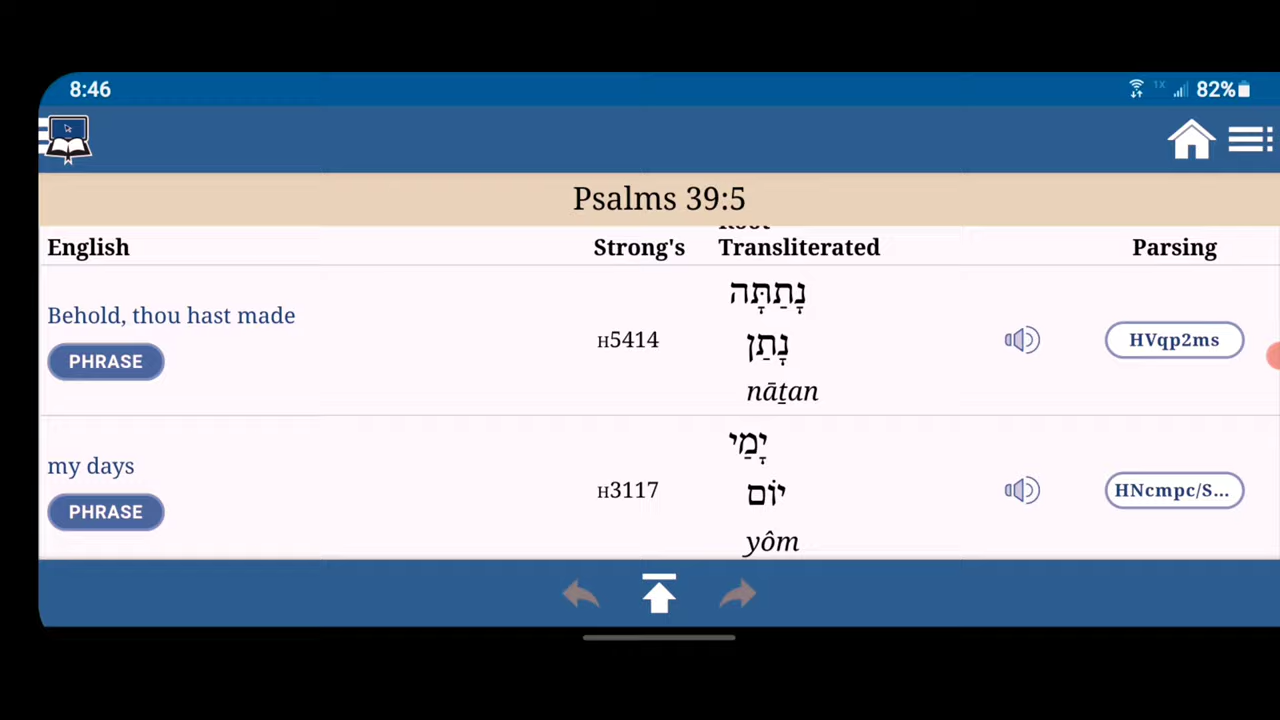 8:46 1X 82%
Psalms 39:5
English Strong's Transliterated Parsing
Behold, thou hast made
PHRASE
H5414
נָתַתָּה
נָתַן
nāṯan
HVqp2ms
my days
PHRASE
H3117
יָמַי
יוֹם
yôm
HNcmpc/S...